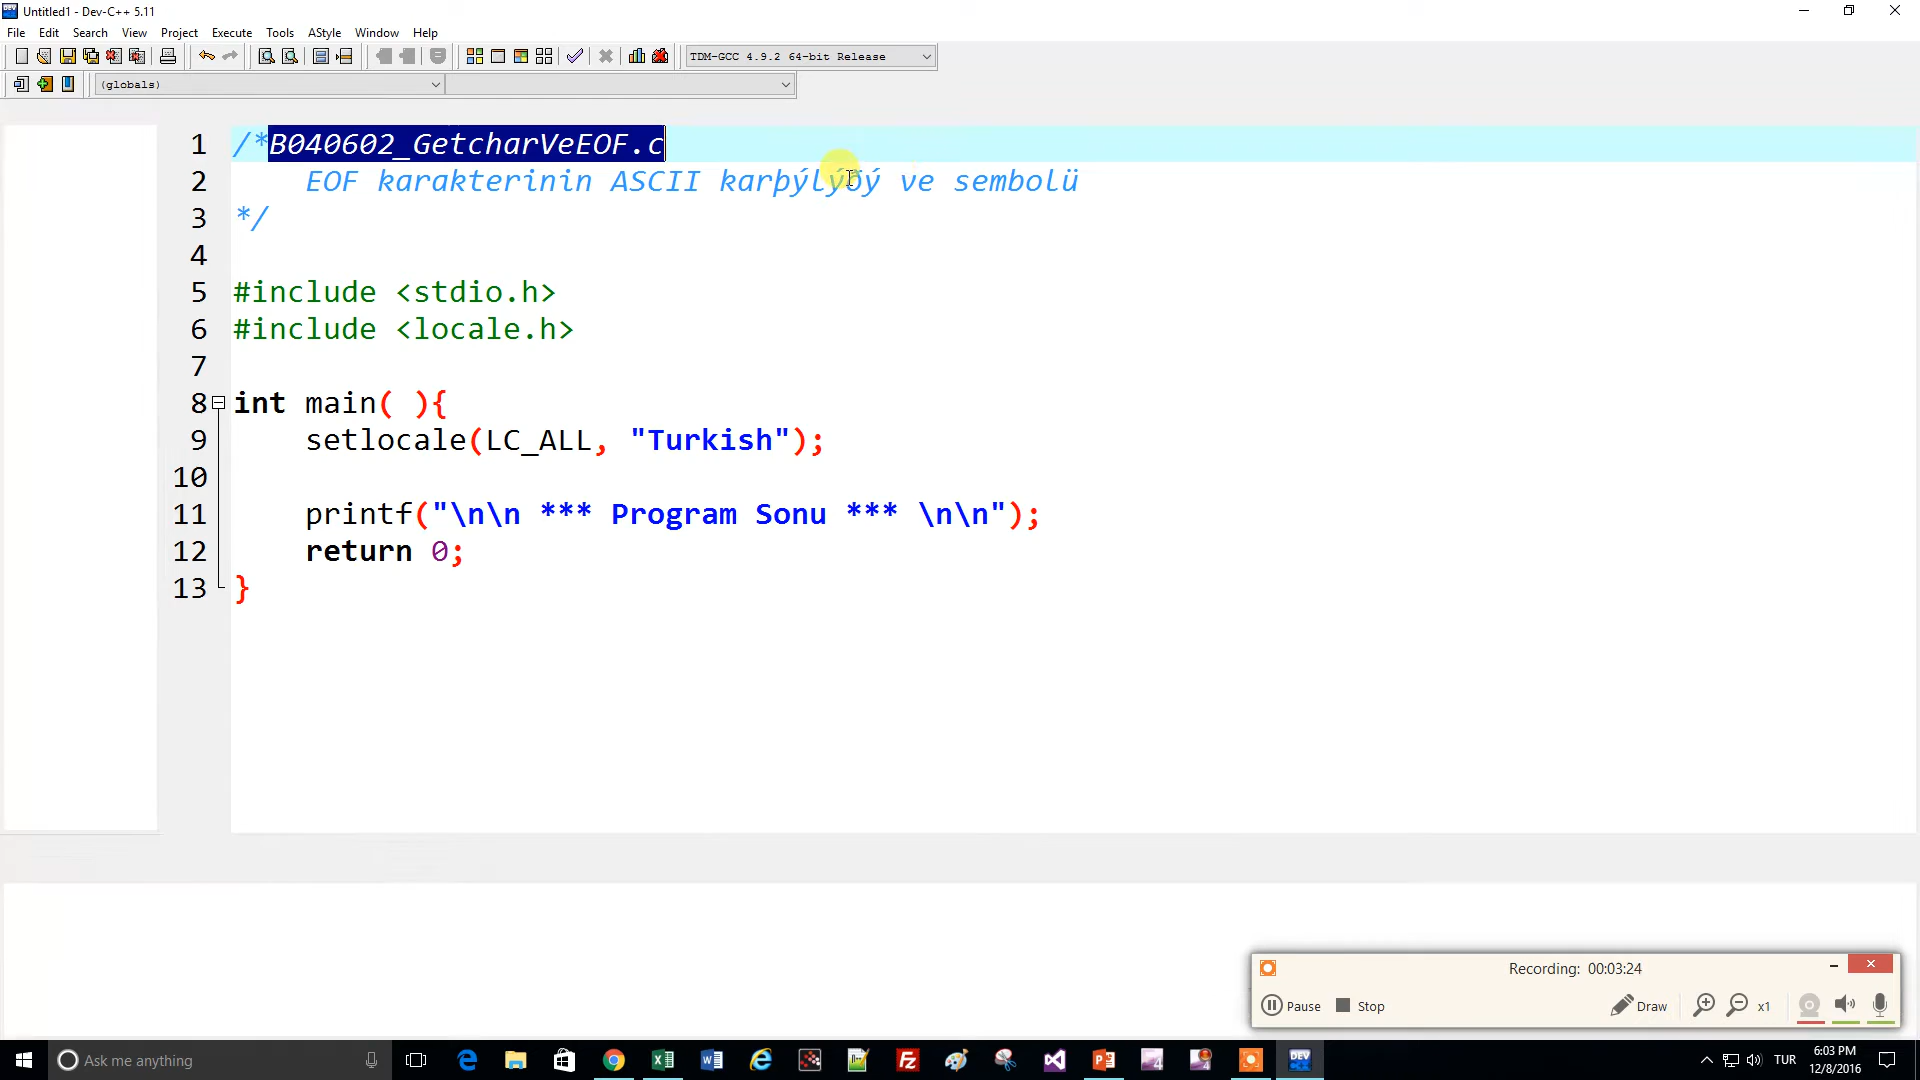 Untitled1 - Dev-C++ 5.11
File Edit Search View Project Execute Tools AStyle Window Help
TDM-GCC 4.9.2 64-bit Release
(globals)
1 /*B040602_GetcharVeEOF.c
2 EOF karakterinin ASCII karþýlýðý ve sembolü
3 */
4
5 #include <stdio.h>
6 #include <locale.h>
7
8 int main( ){
9 setlocale(LC_ALL, "Turkish");
10
11 printf("\n\n *** Program Sonu *** \n\n");
12 return 0;
13 }
Recording: 00:03:24
Pause Stop Draw x1
Ask me anything
TUR
6:03 PM
12/8/2016